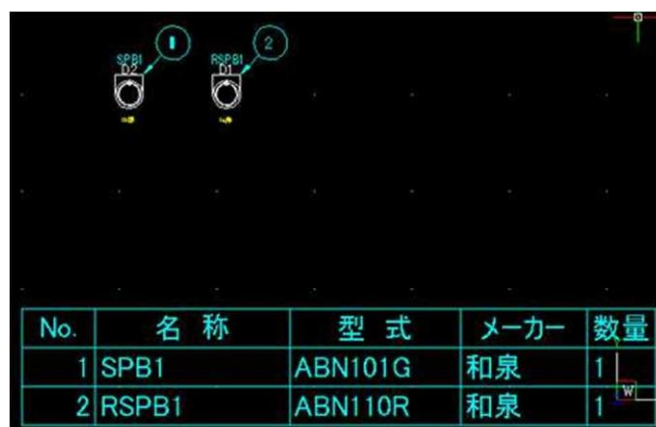 1
2
SPB1
RSPB1
D2
D1
No. 名 称 型 式 メーカー 数量
1 SPB1 ABN101G 和泉 1
2 RSPB1 ABN110R 和泉 1
W